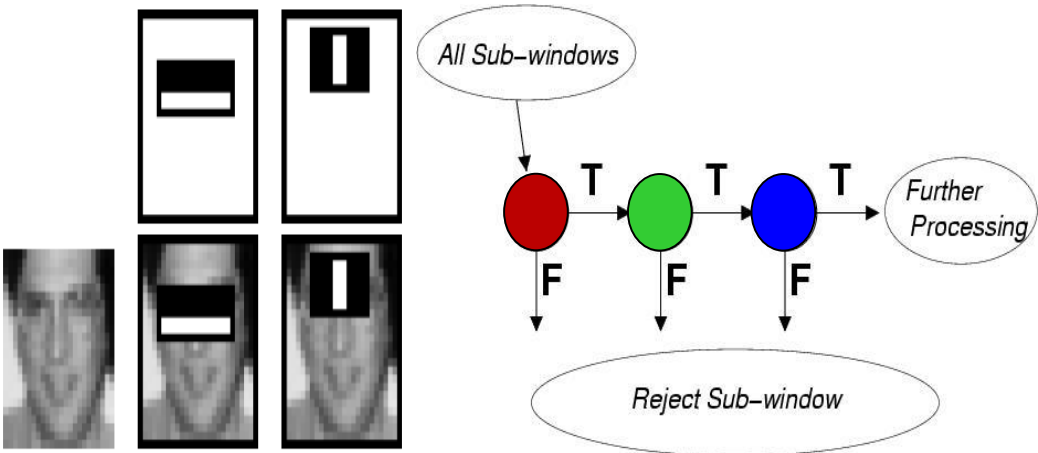 All Sub-windows
T T T
Further
Processing
F F F
Reject Sub-window